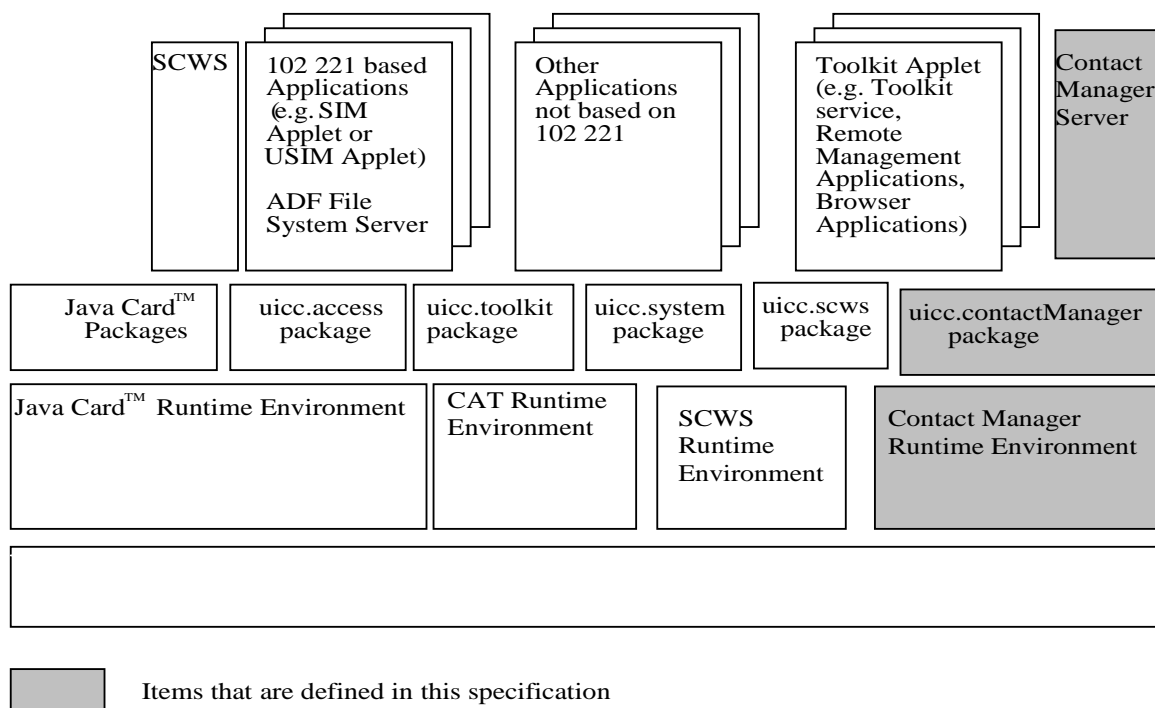 SCWS
102 221 based
Applications
(e.g. SIM
Applet or
USIM Applet)
ADF File
System Server
Other
Applications
not based on
102 221
Toolkit Applet
(e.g. Toolkit
service,
Remote
Management
Applications,
Browser
Applications)
Contact
Manager
Server
Java Card™
Packages
uicc.access
package
uicc.toolkit
package
uicc.system
package
uicc.scws
package
uicc.contactManager
package
Java Card™ Runtime Environment
CAT Runtime
Environment
SCWS
Runtime
Environment
Contact Manager
Runtime Environment
Items that are defined in this specification